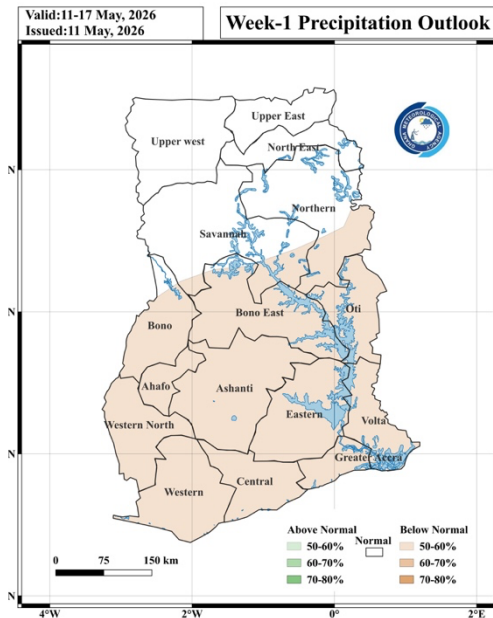 Valid:11-17 May, 2026
Issued:11 May, 2026
Week-1 Precipitation Outlook
Upper East
Upper west
North East
GHANA METEOROLOGICAL AGENCY
Northern
Savannah
Oti
Bono
Bono East
Ahafo
Ashanti
Eastern
Volta
Western North
Greater Accra
Western
Central
Above Normal
Normal
Below Normal
50-60%
50-60%
60-70%
60-70%
70-80%
70-80%
0 75 150 km
N
N
N
N
4°W 2°W 0° 2°E